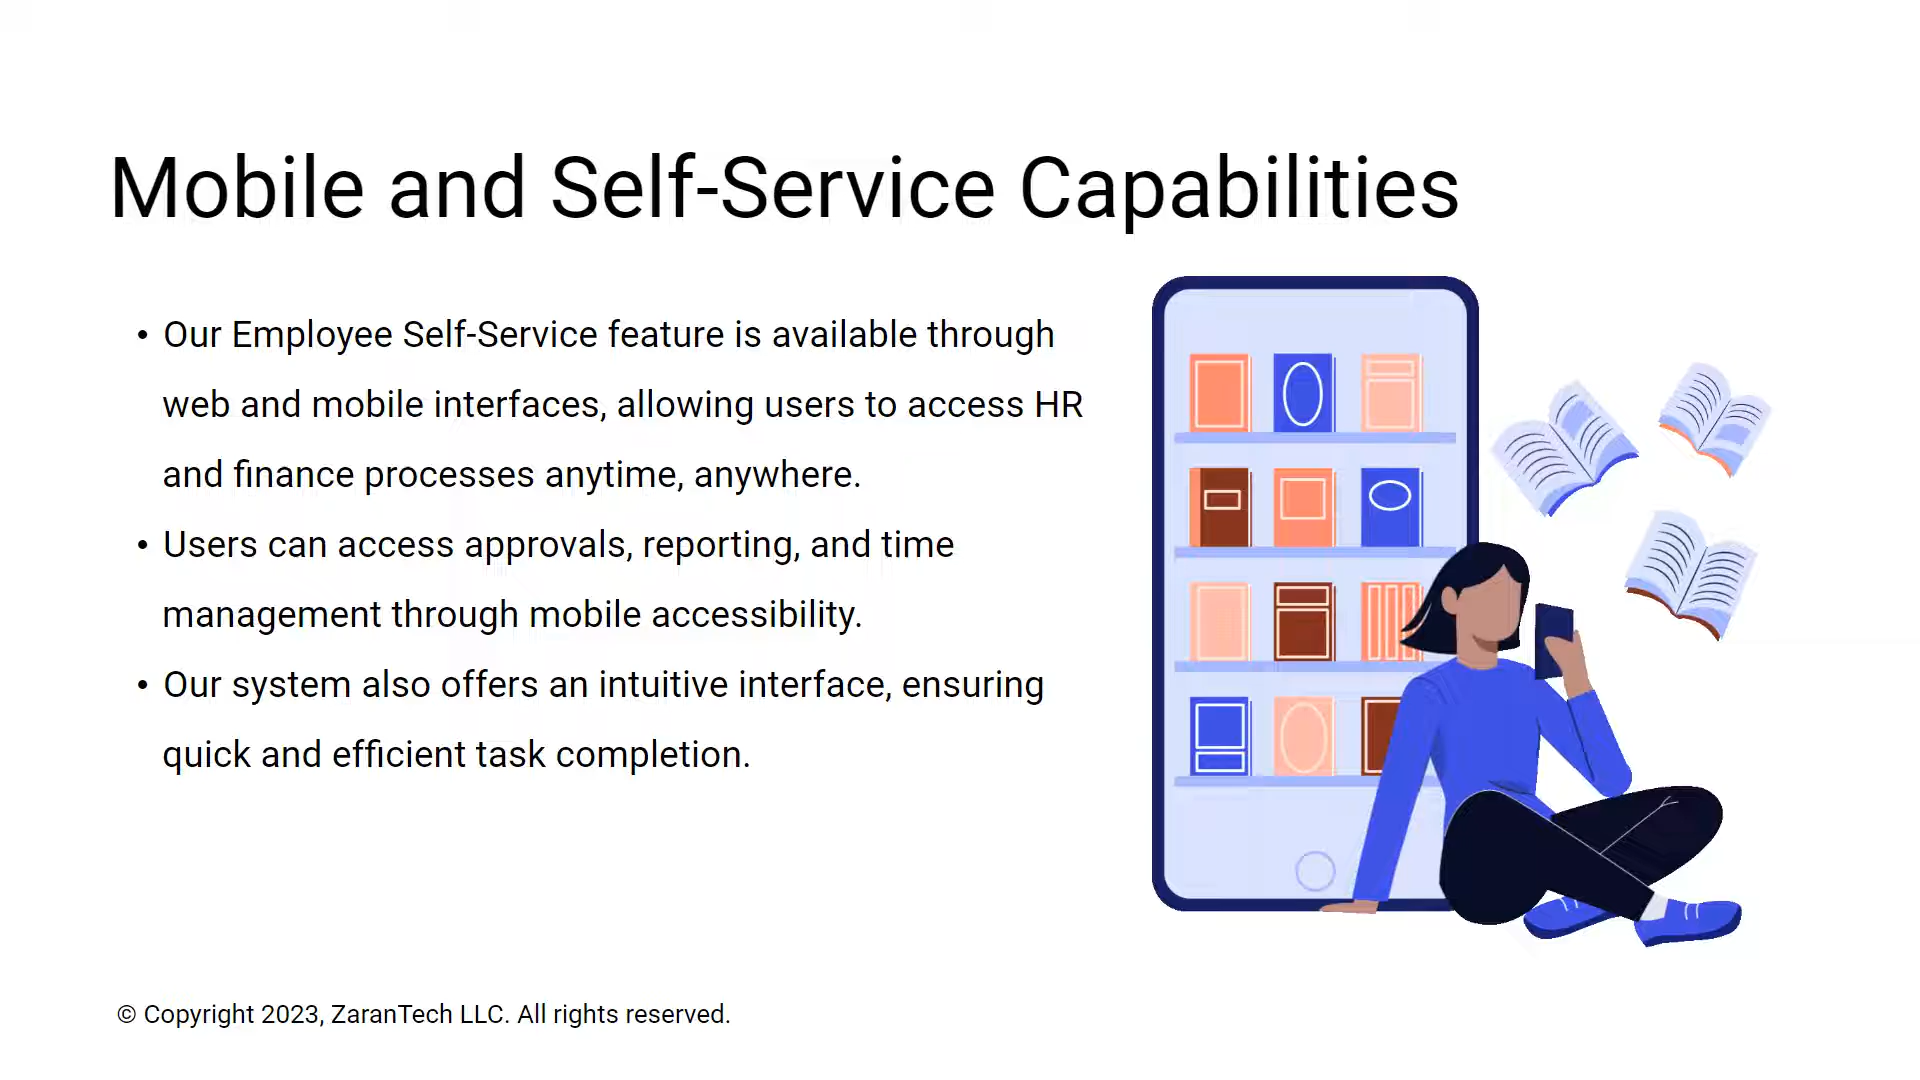 Mobile and Self-Service Capabilities
• Our Employee Self-Service feature is available through
web and mobile interfaces, allowing users to access HR
and finance processes anytime, anywhere.
• Users can access approvals, reporting, and time
management through mobile accessibility.
• Our system also offers an intuitive interface, ensuring
quick and efficient task completion.
© Copyright 2023, ZaranTech LLC. All rights reserved.